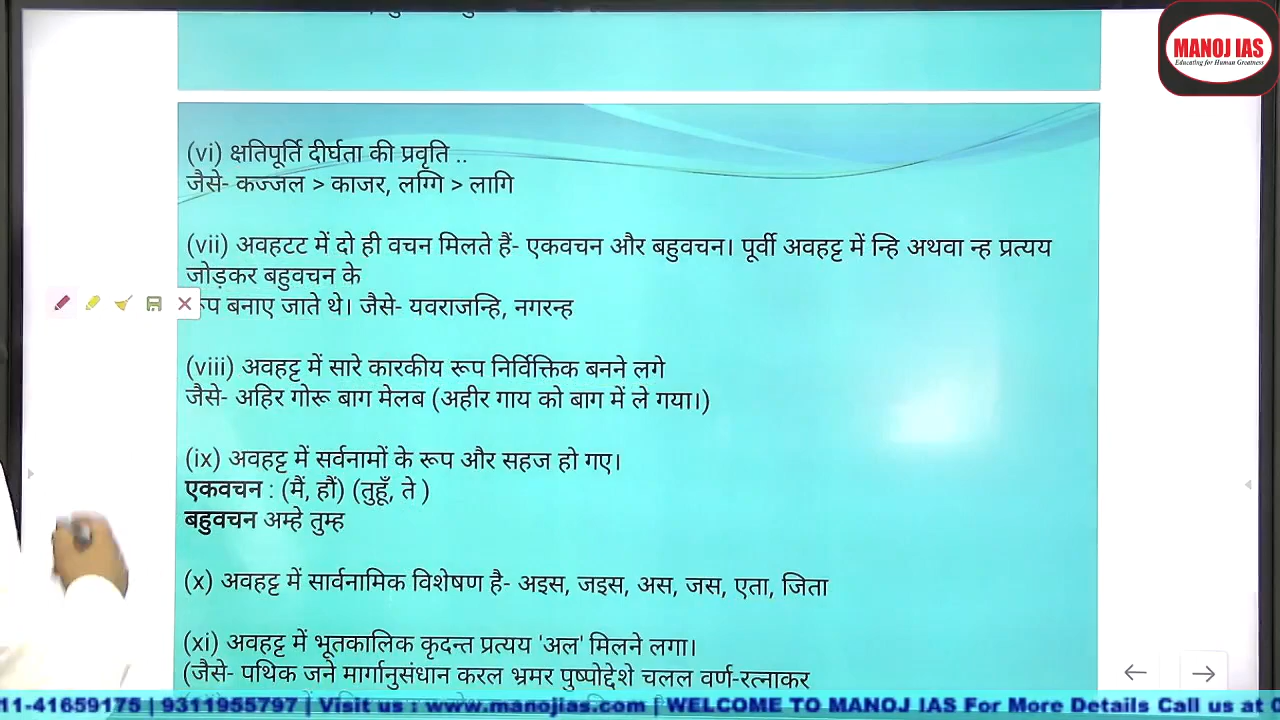 MANOJ IAS
Educating for Human Greatness
(vi) क्षतिपूर्ति दीर्घता की प्रवृति ..
जैसे- कज्जल > काजर, लग्गि > लागि
(vii) अवहटट में दो ही वचन मिलते हैं- एकवचन और बहुवचन। पूर्वी अवहट्ट में न्हि अथवा न्ह प्रत्यय
जोड़कर बहुवचन के
बनाए जाते थे। जैसे- यवराजन्हि, नगरन्ह
(viii) अवहट्ट में सारे कारकीय रूप निर्विक्तिक बनने लगे
जैसे- अहिर गोरू बाग मेलब (अहीर गाय को बाग में ले गया।)
(ix) अवहट्ट में सर्वनामों के रूप और सहज हो गए।
एकवचन : (मैं, हौं) (तुहूँ, ते )
बहुवचन अम्हे तुम्ह
(x) अवहट्ट में सार्वनामिक विशेषण है- अइस, जइस, अस, जस, एता, जिता
(xi) अवहट्ट में भूतकालिक कृदन्त प्रत्यय 'अल' मिलने लगा।
(जैसे- पथिक जने मार्गानुसंधान करल भ्रमर पुष्पोद्देशे चलल वर्ण-रत्नाकर
11-41659175 | 9311955797 | Visit us : www.manojias.com | WELCOME TO MANOJ IAS For More Details Call us at